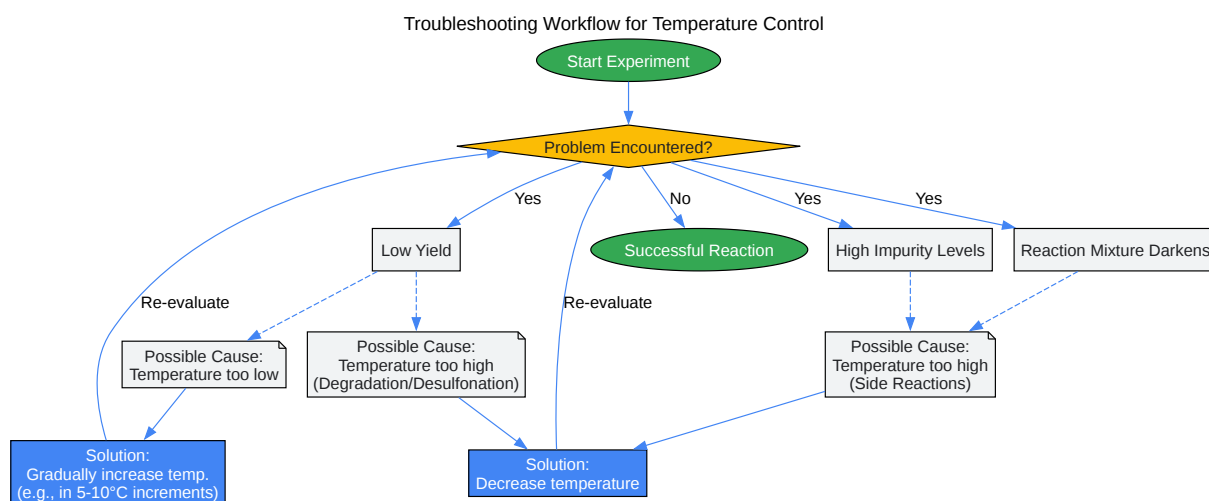 Troubleshooting Workflow for Temperature Control
Start Experiment
Problem Encountered?
Yes
No
Yes
Yes
Low Yield
Successful Reaction
High Impurity Levels
Reaction Mixture Darkens
Re-evaluate
Re-evaluate
Possible Cause:
Temperature too low
Possible Cause:
Temperature too high
(Degradation/Desulfonation)
Possible Cause:
Temperature too high
(Side Reactions)
Solution:
Gradually increase temp.
(e.g., in 5-10°C increments)
Solution:
Decrease temperature